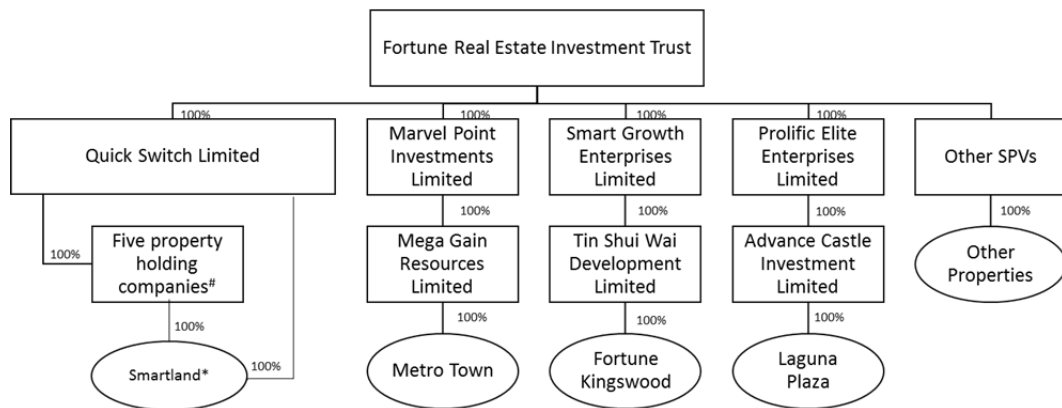 Fortune Real Estate Investment Trust
100%
100%
100%
100%
100%
Quick Switch Limited
Marvel Point
Investments
Limited
Smart Growth
Enterprises
Limited
Prolific Elite
Enterprises
Limited
Other SPVs
100%
100%
100%
100%
100%
Five property
holding
companies#
Mega Gain
Resources
Limited
Tin Shui Wai
Development
Limited
Advance Castle
Investment
Limited
Other
Properties
100%
100%
100%
100%
100%
Smartland*
Metro Town
Fortune
Kingswood
Laguna
Plaza